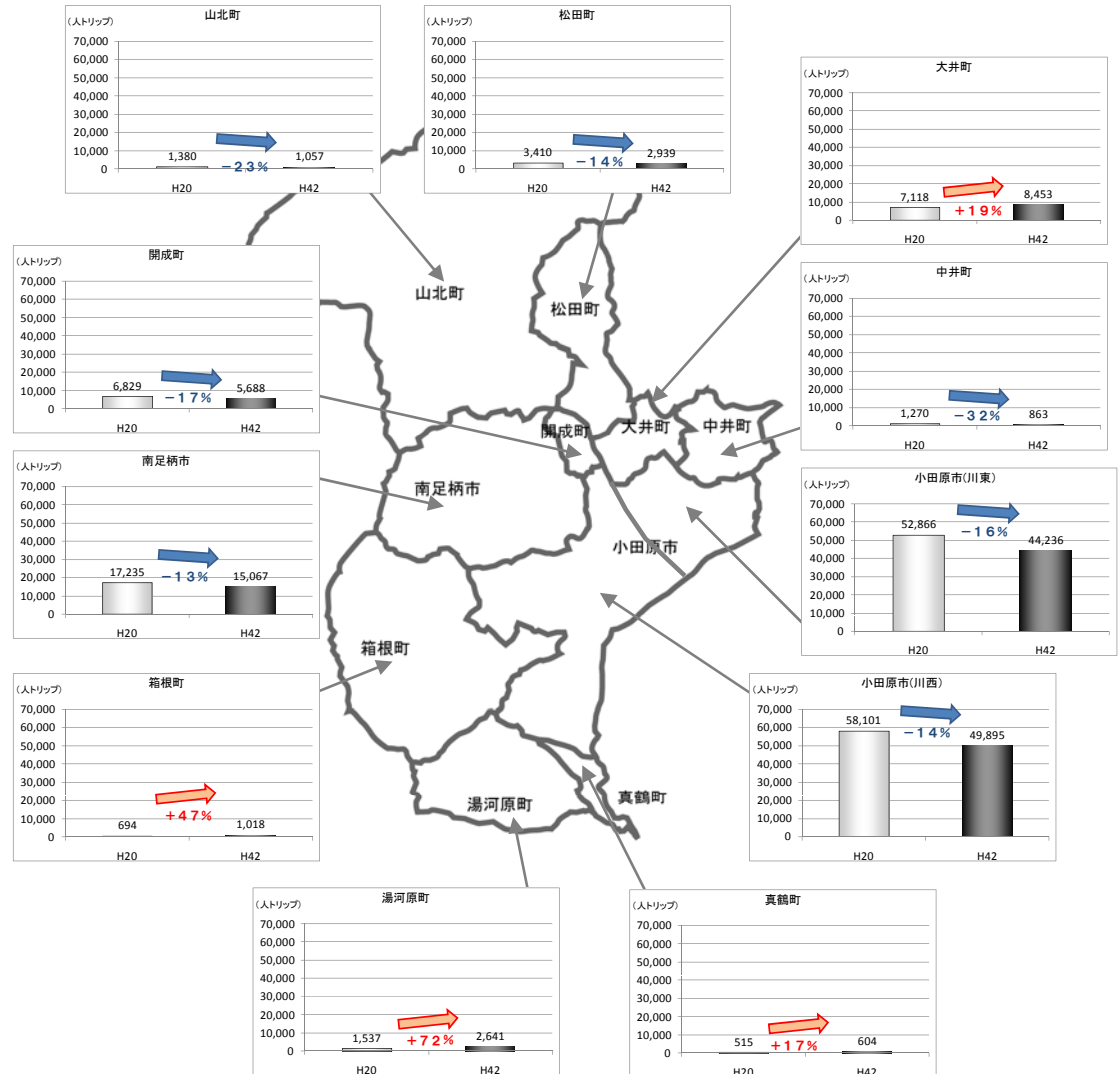 山北町
（人トリップ）
70,000
60,000
50,000
40,000
30,000
20,000
10,000
0
1,380
－23%
1,057
H20
H42
松田町
（人トリップ）
70,000
60,000
50,000
40,000
30,000
20,000
10,000
0
3,410
－14%
2,939
H20
H42
大井町
（人トリップ）
70,000
60,000
50,000
40,000
30,000
20,000
10,000
0
7,118
＋19%
8,453
H20
H42
開成町
（人トリップ）
70,000
60,000
50,000
40,000
30,000
20,000
10,000
0
6,829
－17%
5,688
H20
H42
中井町
（人トリップ）
70,000
60,000
50,000
40,000
30,000
20,000
10,000
0
1,270
－32%
863
H20
H42
山北町
松田町
開成町
大井町
中井町
南足柄市
小田原市
箱根町
湯河原町
真鶴町
南足柄市
（人トリップ）
70,000
60,000
50,000
40,000
30,000
20,000
10,000
0
17,235
－13%
15,067
H20
H42
小田原市(川東)
（人トリップ）
70,000
60,000
50,000
40,000
30,000
20,000
10,000
0
52,866
－16%
44,236
H20
H42
箱根町
（人トリップ）
70,000
60,000
50,000
40,000
30,000
20,000
10,000
0
694
＋47%
1,018
H20
H42
小田原市(川西)
（人トリップ）
70,000
60,000
50,000
40,000
30,000
20,000
10,000
0
58,101
－14%
49,895
H20
H42
湯河原町
（人トリップ）
70,000
60,000
50,000
40,000
30,000
20,000
10,000
0
1,537
＋72%
2,641
H20
H42
真鶴町
（人トリップ）
70,000
60,000
50,000
40,000
30,000
20,000
10,000
0
515
＋17%
604
H20
H42